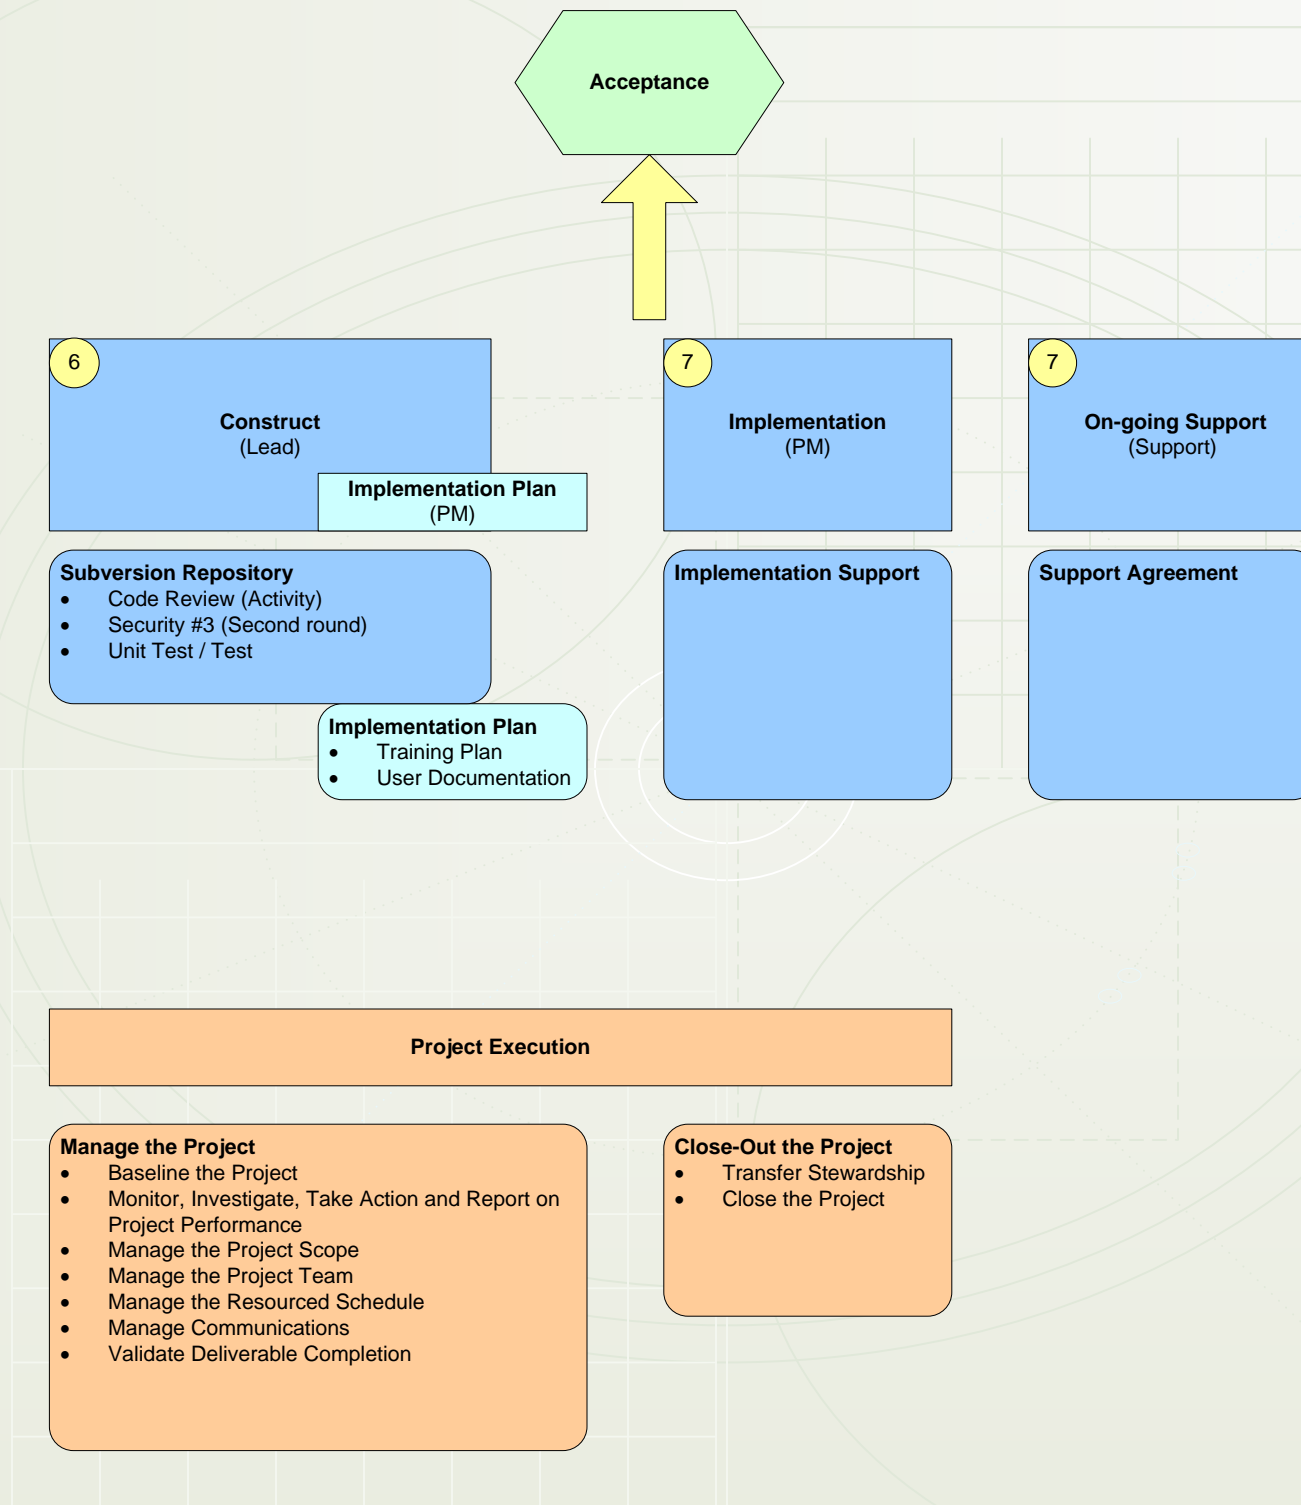 Acceptance
6
Construct
(Lead)
Implementation Plan
(PM)
7
Implementation
(PM)
7
On-going Support
(Support)
Subversion Repository
• Code Review (Activity)
• Security #3 (Second round)
• Unit Test / Test
Implementation Plan
• Training Plan
• User Documentation
Implementation Support
Support Agreement
Project Execution
Manage the Project
• Baseline the Project
• Monitor, Investigate, Take Action and Report on
Project Performance
• Manage the Project Scope
• Manage the Project Team
• Manage the Resourced Schedule
• Manage Communications
• Validate Deliverable Completion
Close-Out the Project
• Transfer Stewardship
• Close the Project